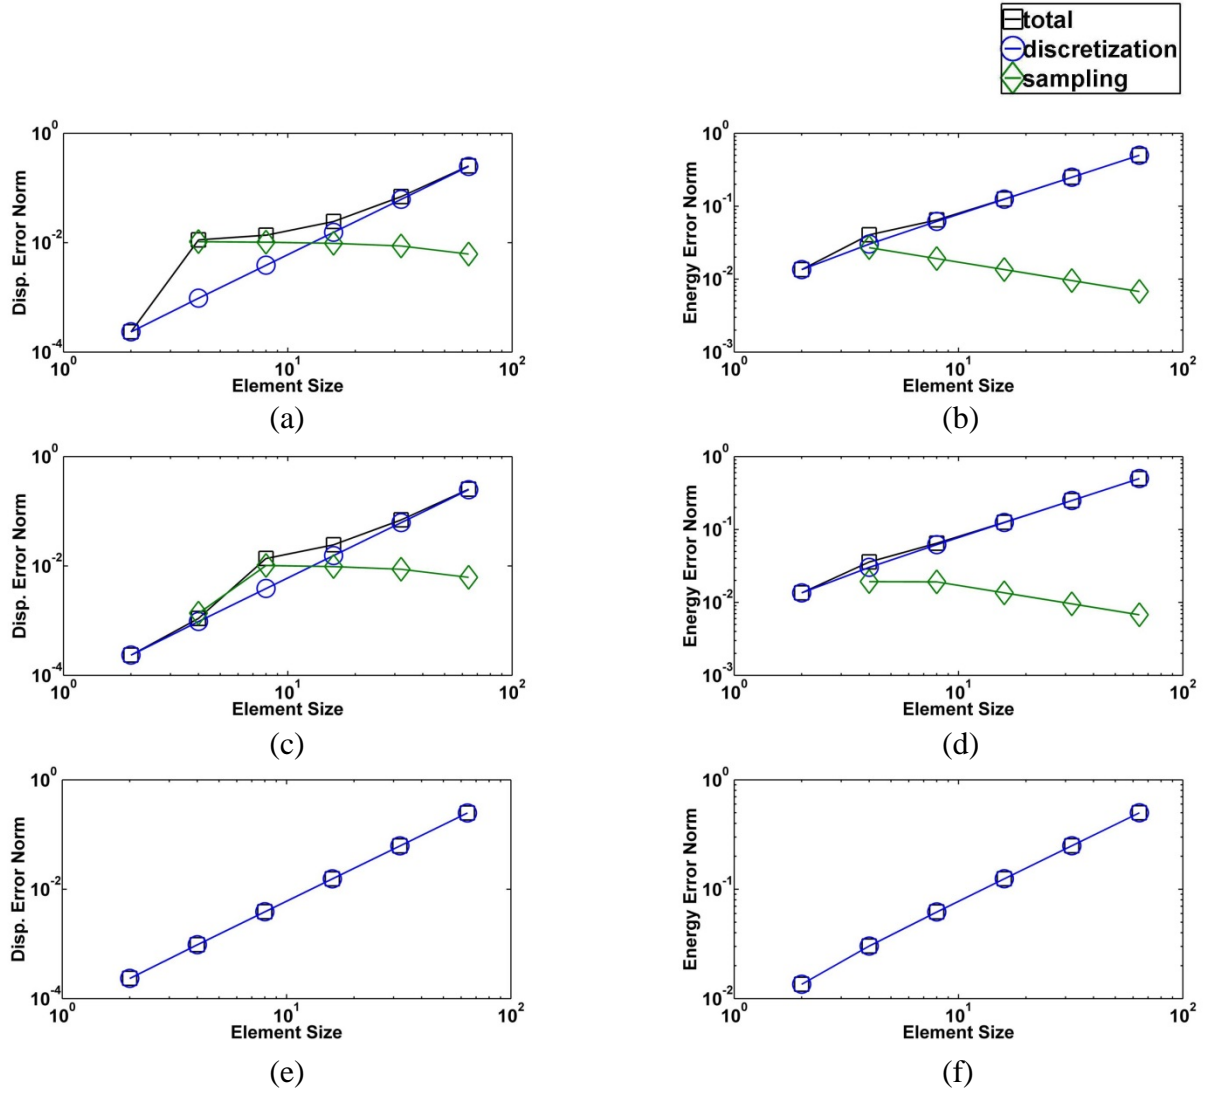 total
discretization
sampling
10^0
10^-2
10^-4
Disp. Error Norm
10^0 10^1 10^2
Element Size
(a)
10^0
10^-1
10^-2
10^-3
Energy Error Norm
10^0 10^1 10^2
Element Size
(b)
10^0
10^-2
10^-4
Disp. Error Norm
10^0 10^1 10^2
Element Size
(c)
10^0
10^-1
10^-2
10^-3
Energy Error Norm
10^0 10^1 10^2
Element Size
(d)
10^0
10^-2
10^-4
Disp. Error Norm
10^0 10^1 10^2
Element Size
(e)
10^0
10^-1
10^-2
Energy Error Norm
10^0 10^1 10^2
Element Size
(f)